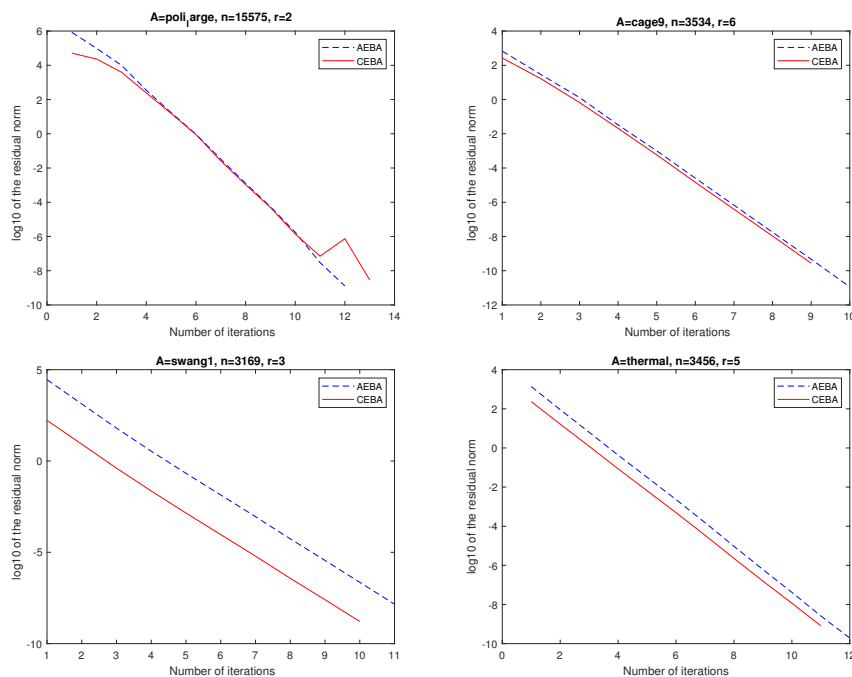 A=poliₗarge, n=15575, r=2
AEBA
CEBA
6
4
2
0
-2
-4
-6
-8
-10
log10 of the residual norm
0 2 4 6 8 10 12 14
Number of iterations
A=cage9, n=3534, r=6
AEBA
CEBA
4
2
0
-2
-4
-6
-8
-10
-12
log10 of the residual norm
1 2 3 4 5 6 7 8 9 10
Number of iterations
A=swang1, n=3169, r=3
AEBA
CEBA
5
0
-5
-10
log10 of the residual norm
1 2 3 4 5 6 7 8 9 10 11
Number of iterations
A=thermal, n=3456, r=5
AEBA
CEBA
4
2
0
-2
-4
-6
-8
-10
log10 of the residual norm
0 2 4 6 8 10 12
Number of iterations